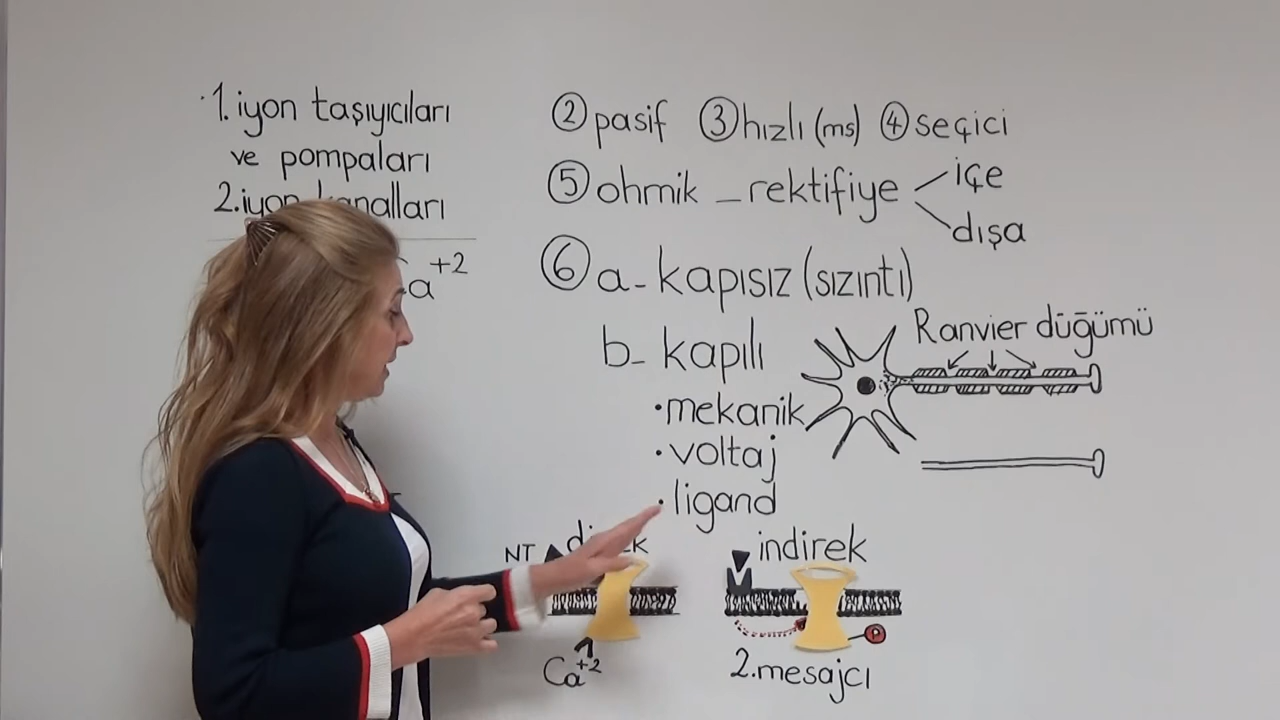 1. iyon taşıyıcıları
ve pompaları
2. iyon kanalları
+2
② pasif ③ hızlı (ms) ④ seçici
⑤ ohmik _ rektifiye
içe
dışa
⑥ a- kapısız (sızıntı)
b- kapılı
• mekanik
• voltaj
• ligand
Ranvier düğümü
NT
indirek
Ca+2
2. mesajcı
P